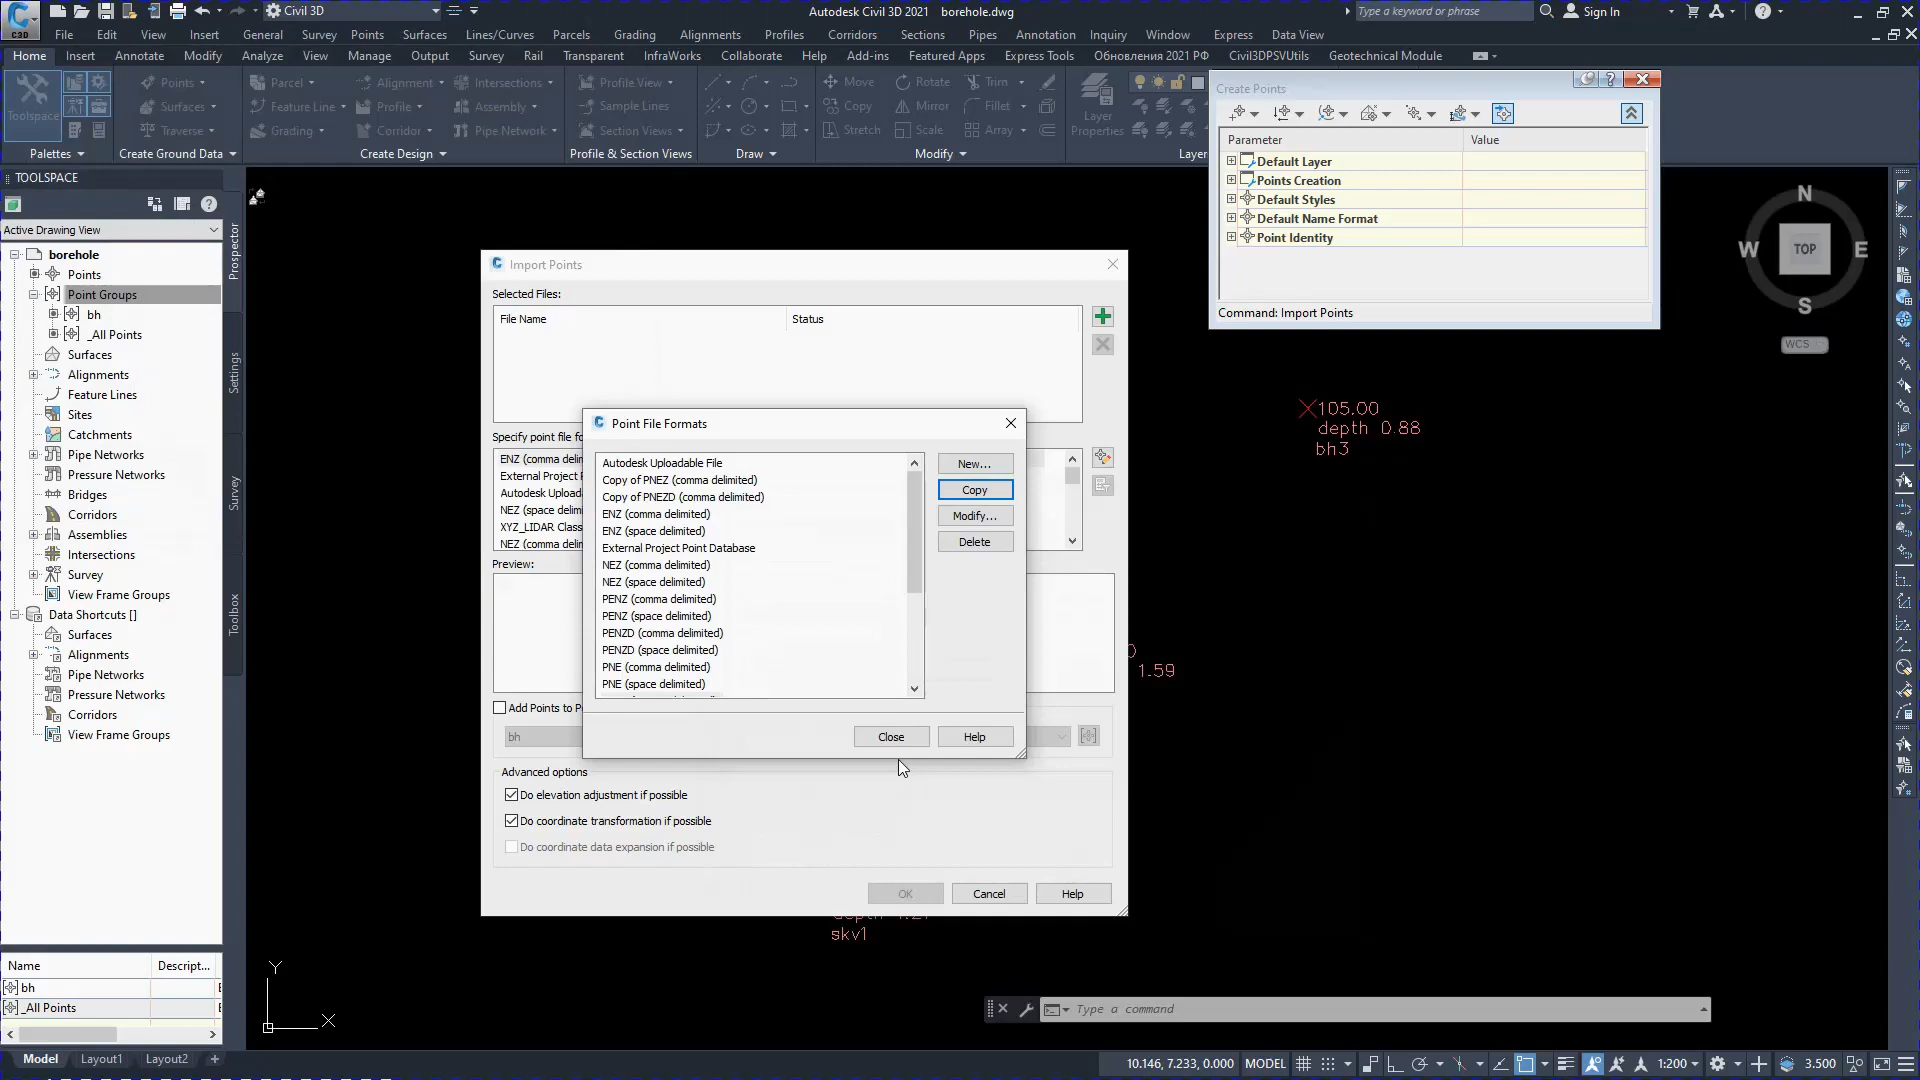 Civil 3D
Autodesk Civil 3D 2021 borehole.dwg
Type a keyword or phrase
Sign In
C3D
File Edit View Insert General Survey Points Surfaces Lines/Curves Parcels Grading Alignments Profiles Corridors Sections Pipes Annotation Inquiry Window Express Data View
Home Insert Annotate Modify Analyze View Manage Output Survey Rail Transparent InfraWorks Collaborate Help Add-ins Featured Apps Express Tools Обновления 2021 РФ Civil3DPSVUtils Geotechnical Module
Toolspace
Points Parcel Alignment Intersections Profile View Move Rotate Trim
Surfaces Feature Line Profile Assembly Sample Lines Copy Mirror Fillet
Traverse Grading Corridor Pipe Network Section Views Stretch Scale Array
Layer
Properties
Palettes Create Ground Data Create Design Profile & Section Views Draw Modify Layer
Create Points
Parameter Value
Default Layer
Points Creation
Default Styles
Default Name Format
Point Identity
Command: Import Points
TOOLSPACE
Active Drawing View
borehole
Points
Point Groups
bh
_All Points
Surfaces
Alignments
Feature Lines
Sites
Catchments
Pipe Networks
Pressure Networks
Bridges
Corridors
Assemblies
Intersections
Survey
View Frame Groups
Data Shortcuts []
Surfaces
Alignments
Pipe Networks
Pressure Networks
Corridors
View Frame Groups
Prospector
Settings
Survey
Toolbox
Name Descript...
bh
_All Points
Import Points
Selected Files:
File Name Status
Specify point file fo
ENZ (comma delin
External Project F
Autodesk Upload
NEZ (space delimi
XYZ_LIDAR Class
NEZ (comma delin
Preview:
Add Points to P
bh
Advanced options
Do elevation adjustment if possible
Do coordinate transformation if possible
Do coordinate data expansion if possible
OK Cancel Help
Point File Formats
Autodesk Uploadable File
Copy of PNEZ (comma delimited)
Copy of PNEZD (comma delimited)
ENZ (comma delimited)
ENZ (space delimited)
External Project Point Database
NEZ (comma delimited)
NEZ (space delimited)
PENZ (comma delimited)
PENZ (space delimited)
PENZD (comma delimited)
PENZD (space delimited)
PNE (comma delimited)
PNE (space delimited)
New...
Copy
Modify...
Delete
Close Help
N
W TOP E
S
WCS
105.00
depth 0.88
bh3
1.59
skv1
Y
X
Type a command
Model Layout1 Layout2 +
10.146, 7.233, 0.000 MODEL 1:200 3.500